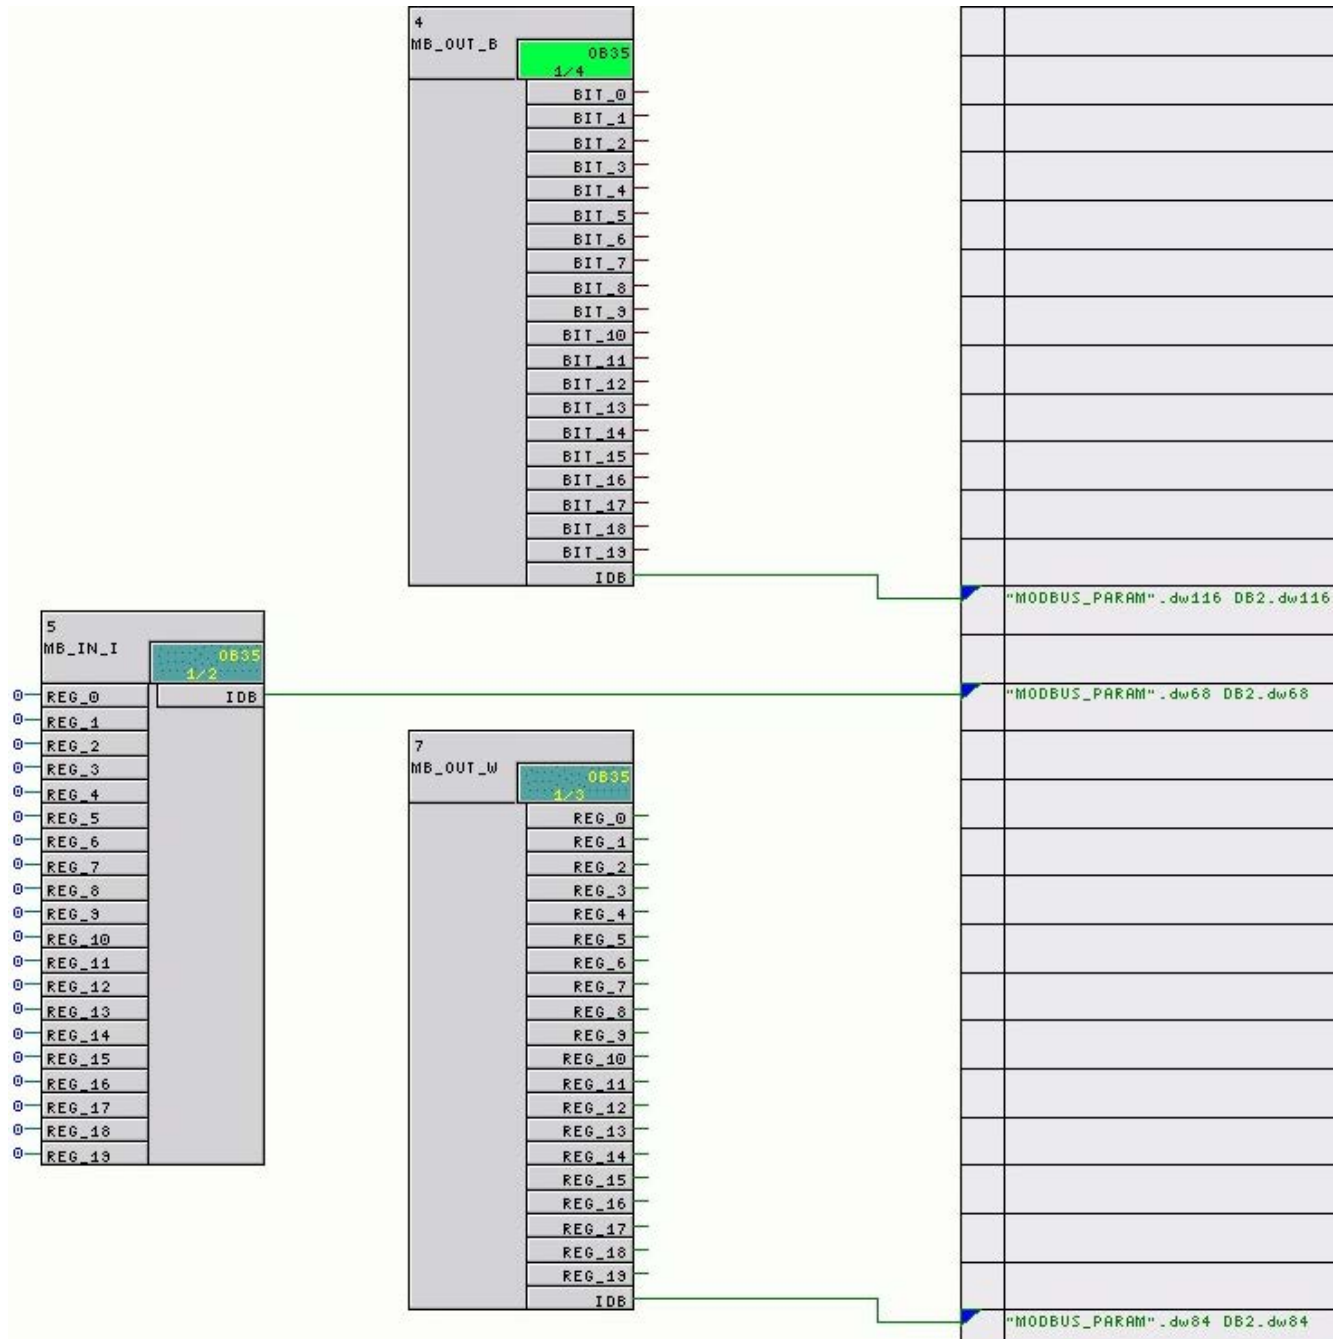 4
MB_OUT_B
OB35
1/4
BIT_0
BIT_1
BIT_2
BIT_3
BIT_4
BIT_5
BIT_6
BIT_7
BIT_8
BIT_9
BIT_10
BIT_11
BIT_12
BIT_13
BIT_14
BIT_15
BIT_16
BIT_17
BIT_18
BIT_19
IDB
"MODBUS_PARAM".dw116 DB2.dw116
5
MB_IN_I
OB35
1/2
0 REG_0 IDB
"MODBUS_PARAM".dw68 DB2.dw68
0 REG_1
0 REG_2
0 REG_3
0 REG_4
0 REG_5
0 REG_6
0 REG_7
0 REG_8
0 REG_9
0 REG_10
0 REG_11
0 REG_12
0 REG_13
0 REG_14
0 REG_15
0 REG_16
0 REG_17
0 REG_18
0 REG_19
7
MB_OUT_W
OB35
1/3
REG_0
REG_1
REG_2
REG_3
REG_4
REG_5
REG_6
REG_7
REG_8
REG_9
REG_10
REG_11
REG_12
REG_13
REG_14
REG_15
REG_16
REG_17
REG_18
REG_19
IDB
"MODBUS_PARAM".dw84 DB2.dw84